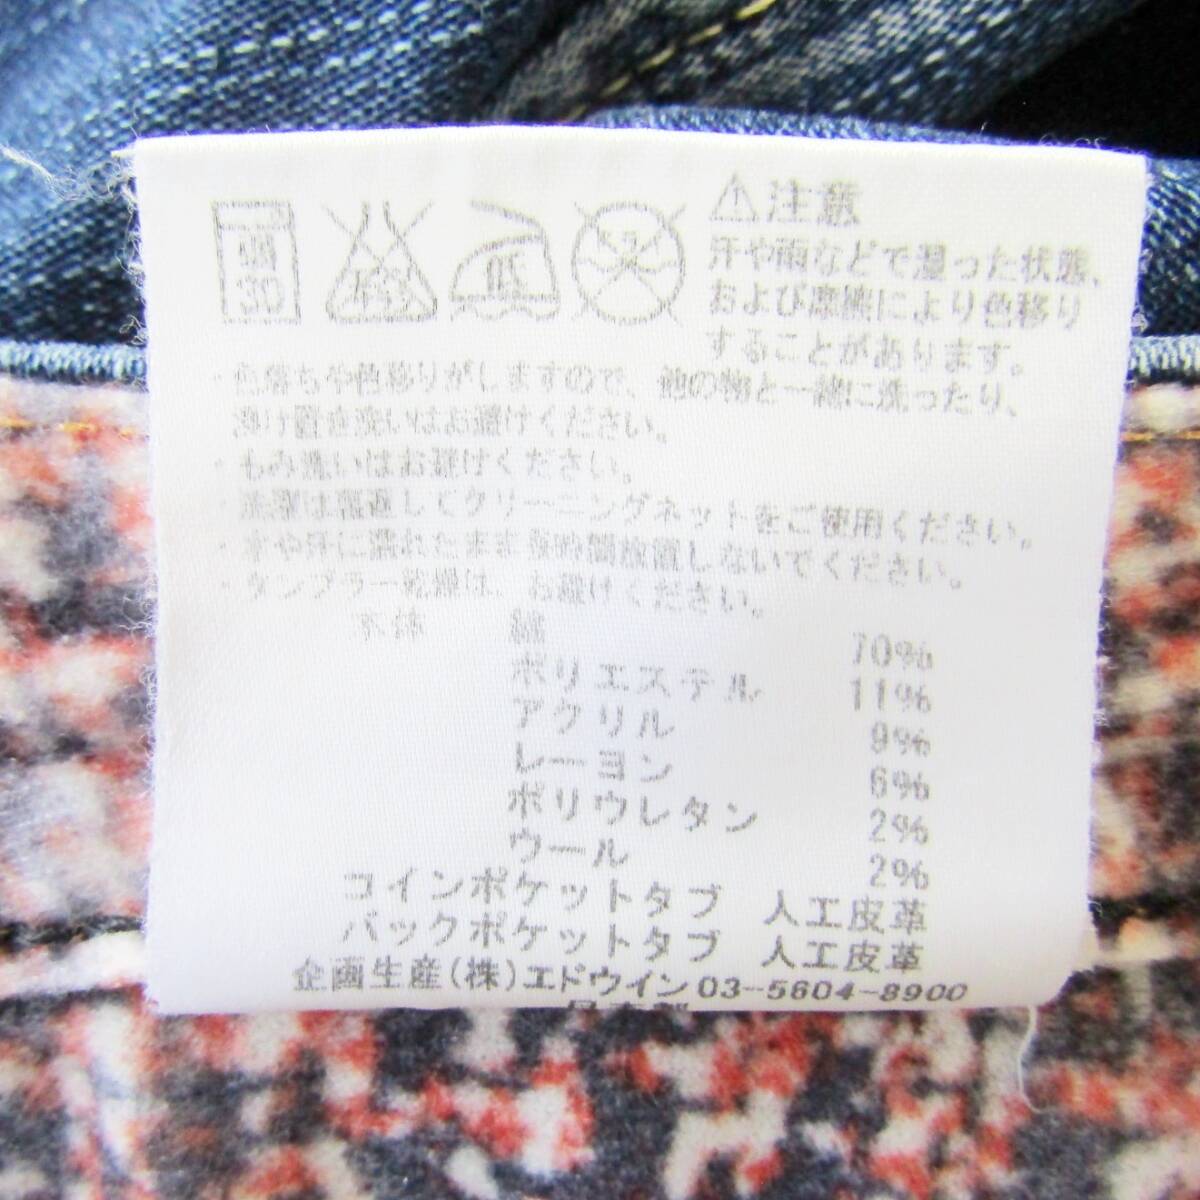 注意
汗や雨などで湿った状態、
および摩擦により色移り
することがあります。
弱
30
エンソ
サラシ
低
・色落ちや色移りがしますので、他の物と一緒に洗ったり、
漬け置き洗いはお避けください。
・もみ洗いはお避けください。
・洗濯は裏返してクリーニングネットをご使用ください。
・水や汗に濡れたまま長時間放置しないでください。
・タンブラー乾燥は、お避けください。
本体 綿 70%
ポリエステル 11%
アクリル 9%
レーヨン 6%
ポリウレタン 2%
ウール 2%
コインポケットタブ 人工皮革
バックポケットタブ 人工皮革
企画生産(株)エドウイン03-5604-8900